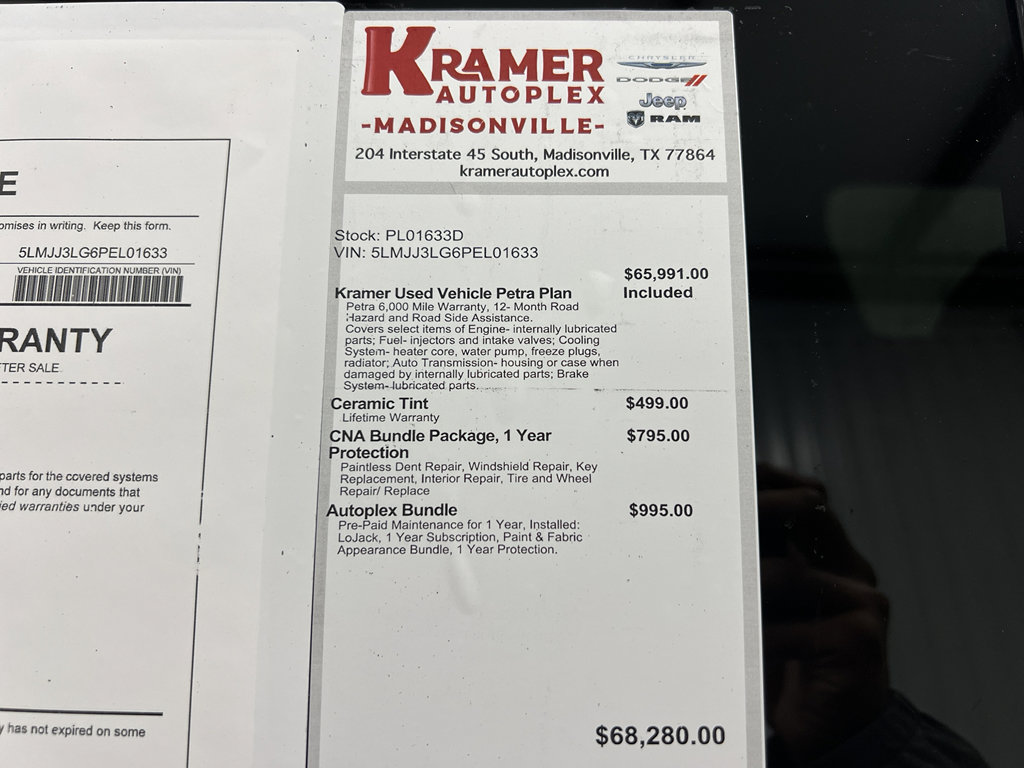 E
omises in writing. Keep this form.
5LMJJ3LG6PEL01633
VEHICLE IDENTIFICATION NUMBER (VIN)
RANTY
TER SALE.
parts for the covered systems
nd for any documents that
ied warranties under your
y has not expired on some
KRAMER
AUTOPLEX
-MADISONVILLE-
CHRYSLER
DODGE
Jeep
RAM
204 Interstate 45 South, Madisonville, TX 77864
kramerautoplex.com
Stock: PL01633D
VIN: 5LMJJ3LG6PEL01633
$65,991.00
Kramer Used Vehicle Petra Plan Included
Petra 6,000 Mile Warranty, 12- Month Road
Hazard and Road Side Assistance.
Covers select items of Engine- internally lubricated
parts; Fuel- injectors and intake valves; Cooling
System- heater core, water pump, freeze plugs,
radiator; Auto Transmission- housing or case when
damaged by internally lubricated parts; Brake
System- lubricated parts.
Ceramic Tint $499.00
Lifetime Warranty
CNA Bundle Package, 1 Year $795.00
Protection
Paintless Dent Repair, Windshield Repair, Key
Replacement, Interior Repair, Tire and Wheel
Repair/ Replace
Autoplex Bundle $995.00
Pre-Paid Maintenance for 1 Year, Installed:
LoJack, 1 Year Subscription, Paint & Fabric
Appearance Bundle, 1 Year Protection.
$68,280.00